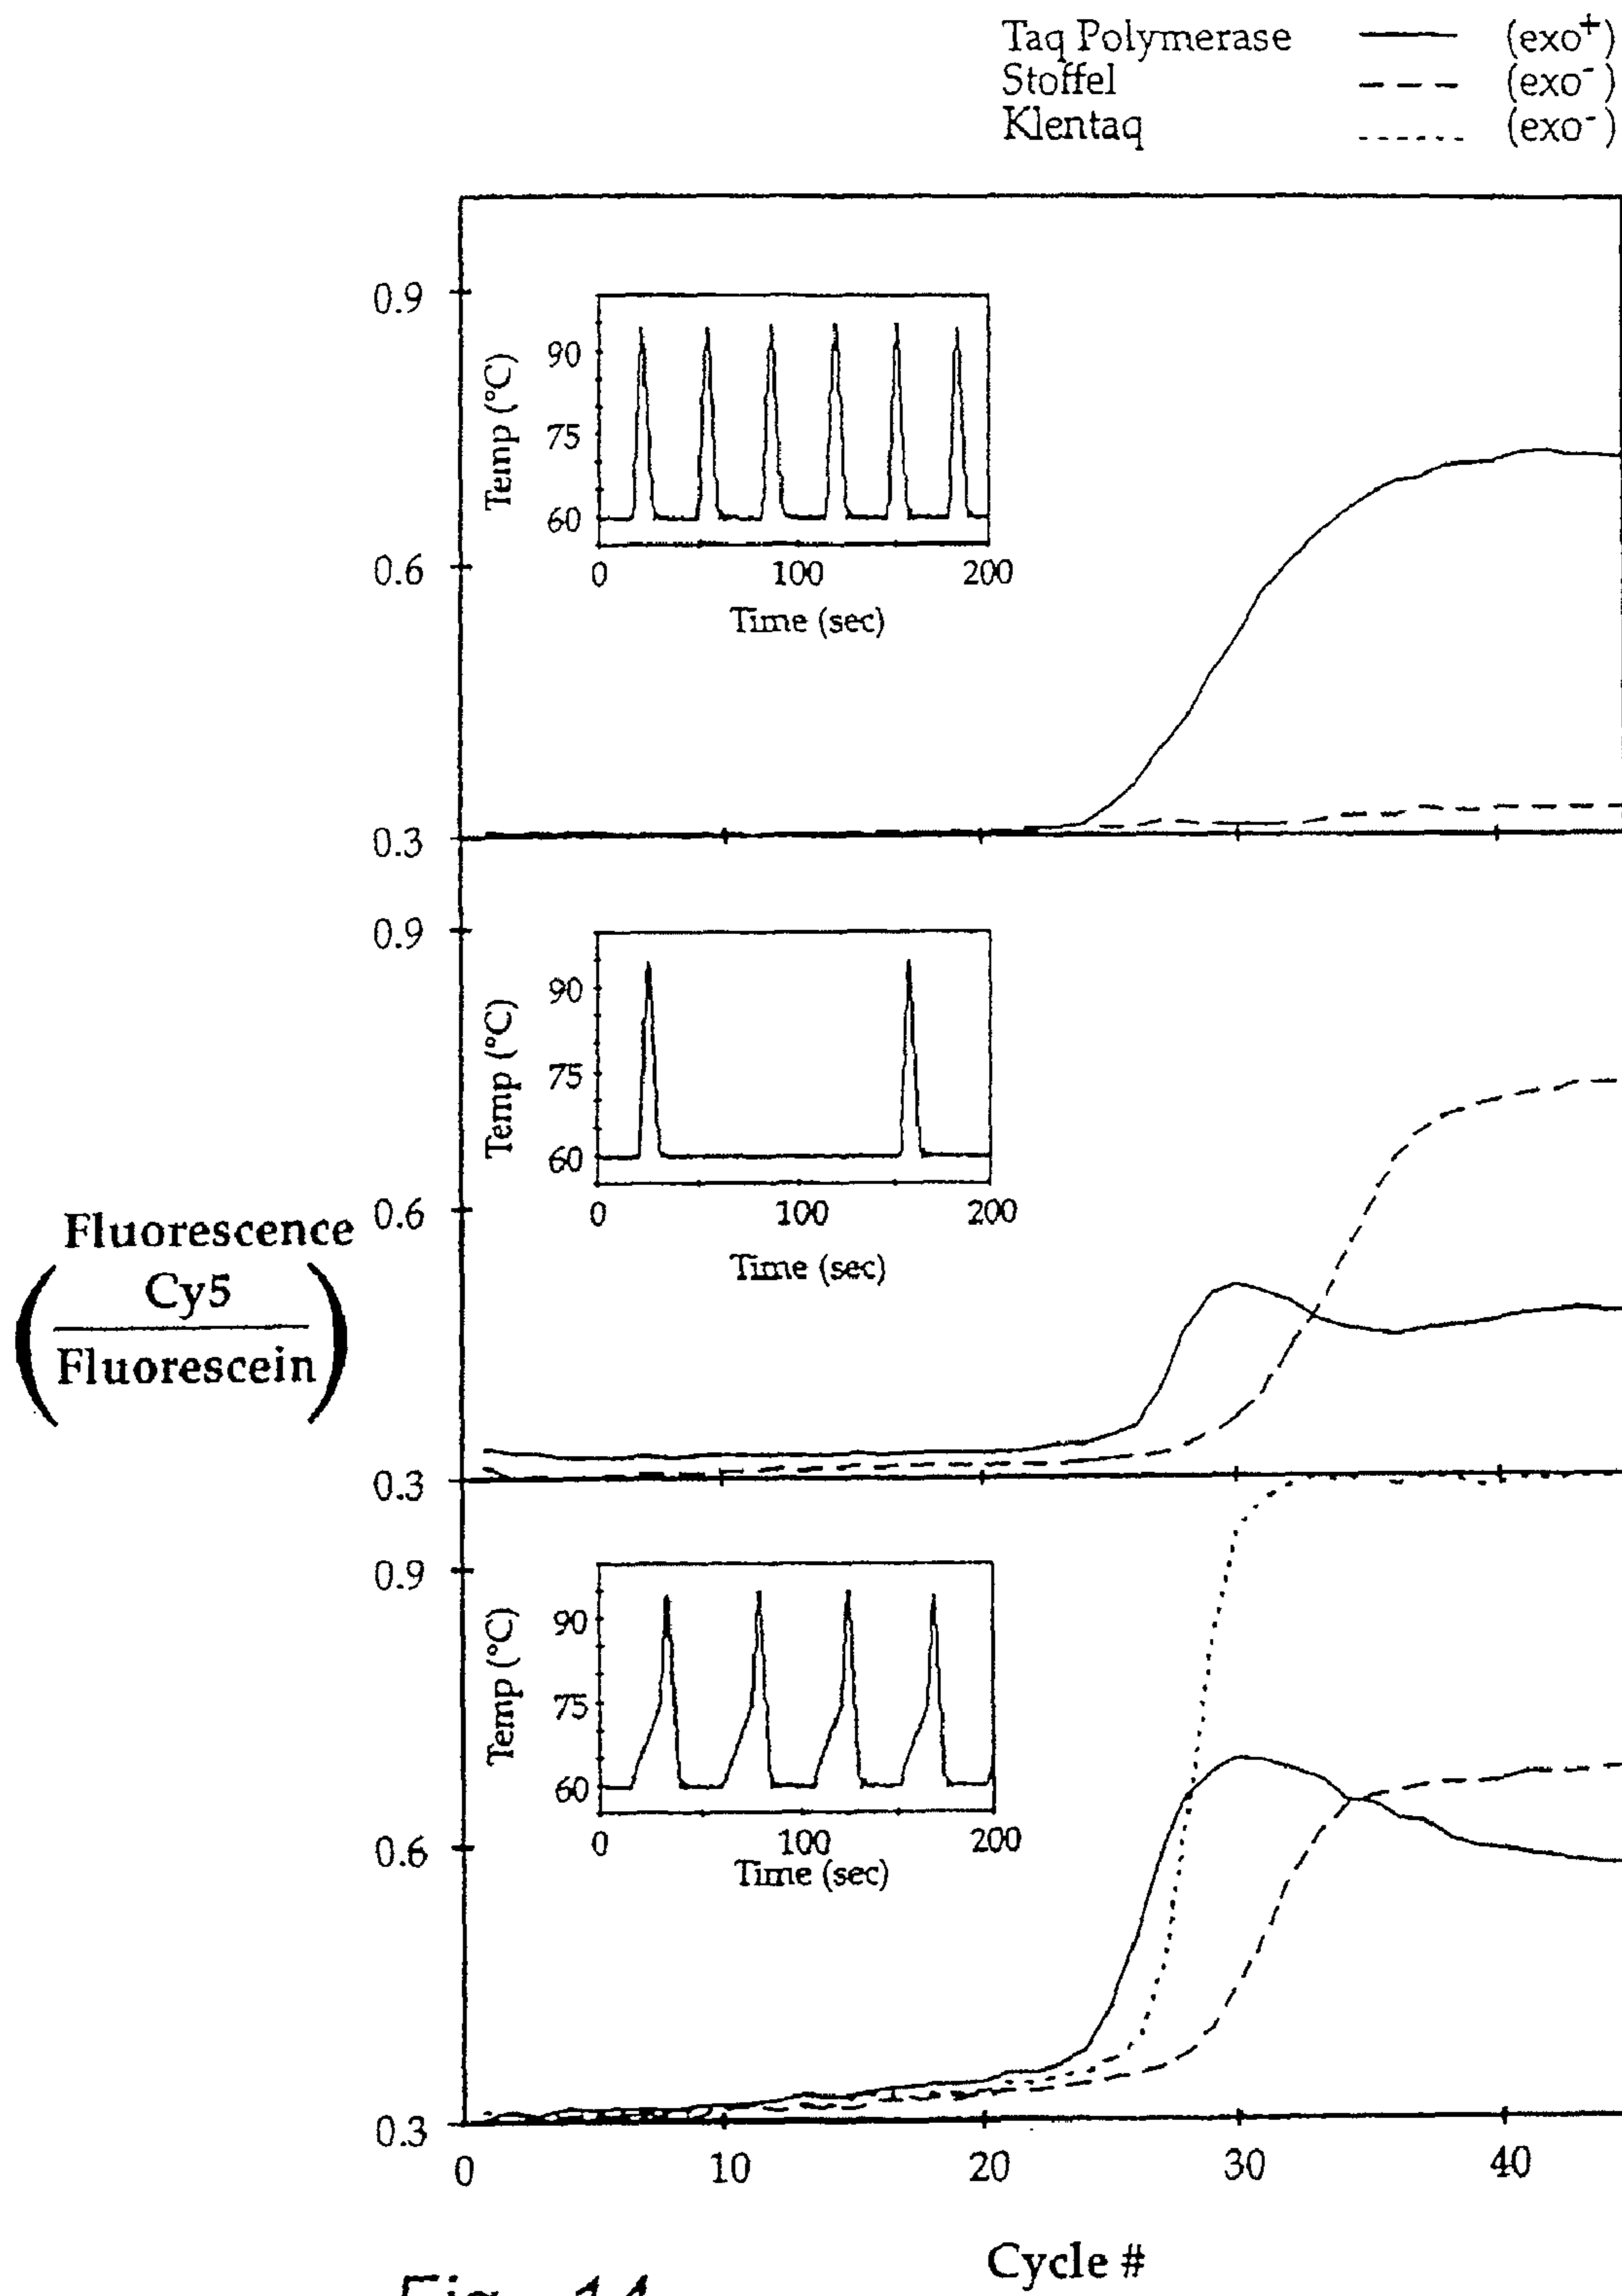 Taq Polymerase (exo+)
Stoffel (exo-)
Klentaq (exo-)
0.9
0.6
0.3
Temp (°C)
90
75
60
0
100
200
Time (sec)
0.9
0.6
0.3
Temp (°C)
90
75
60
0
100
200
Time (sec)
Fluorescence
Cy5
Fluorescein
0.9
0.6
0.3
Temp (°C)
90
75
60
0
100
200
Time (sec)
0
10
20
30
40
Cycle #